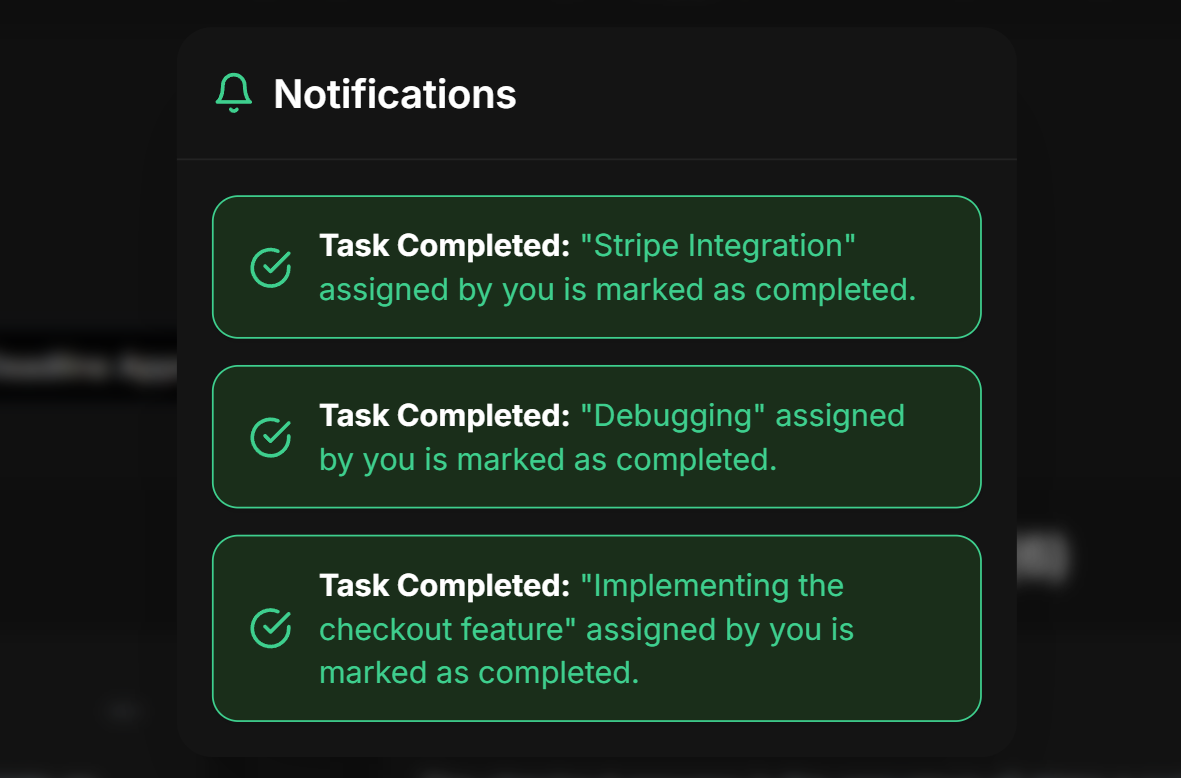 Notifications
Task Completed: "Stripe Integration"
assigned by you is marked as completed.
Task Completed: "Debugging" assigned
by you is marked as completed.
Task Completed: "Implementing the
checkout feature" assigned by you is
marked as completed.